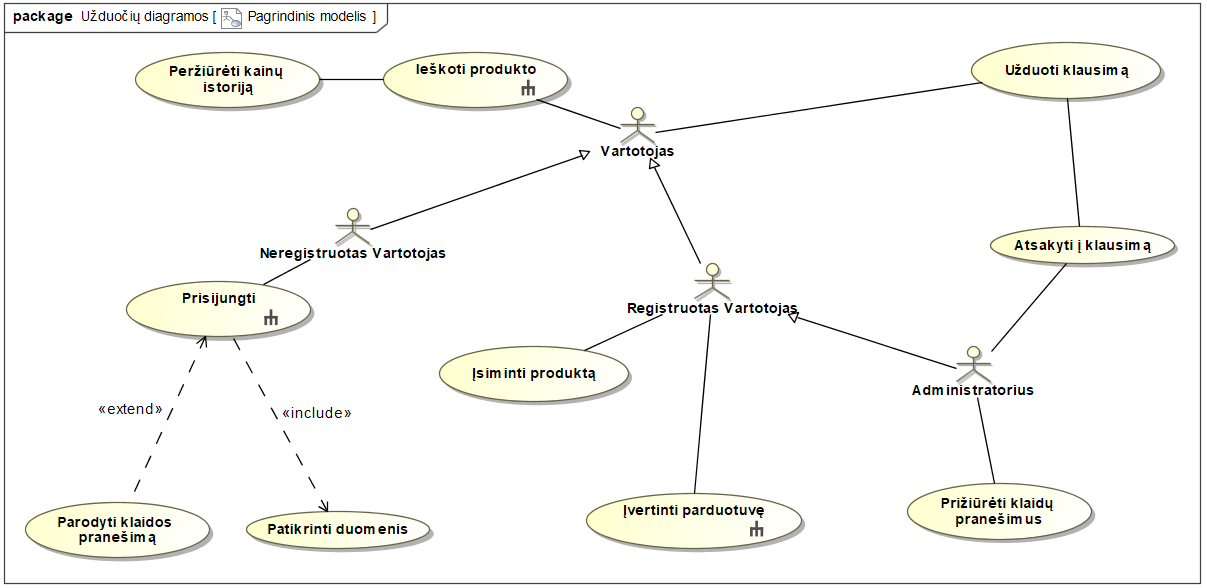 package Užduočių diagramos [ Pagrindinis modelis ]
Peržiūrėti kainų
istoriją
Ieškoti produkto
Užduoti klausimą
Vartotojas
Neregistruotas Vartotojas
Atsakyti į klausimą
Prisijungti
Registruotas Vartotojas
Įsiminti produktą
Administratorius
«extend»
«include»
Parodyti klaidos
pranešimą
Patikrinti duomenis
Įvertinti parduotuvę
Prižiūrėti klaidų
pranešimus